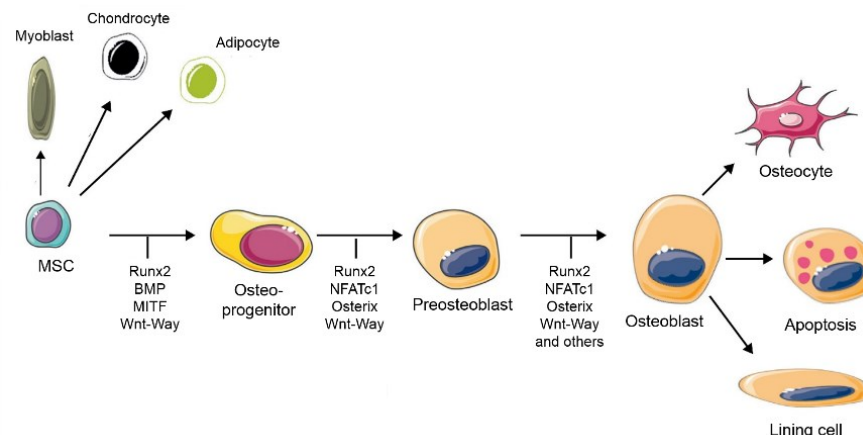 Chondrocyte
Myoblast
Adipocyte
Osteocyte
MSC
Runx2
BMP
MITF
Wnt-Way
Osteo-
progenitor
Runx2
NFATc1
Osterix
Wnt-Way
Preosteoblast
Runx2
NFATc1
Osterix
Wnt-Way
and others
Osteoblast
Apoptosis
Lining cell